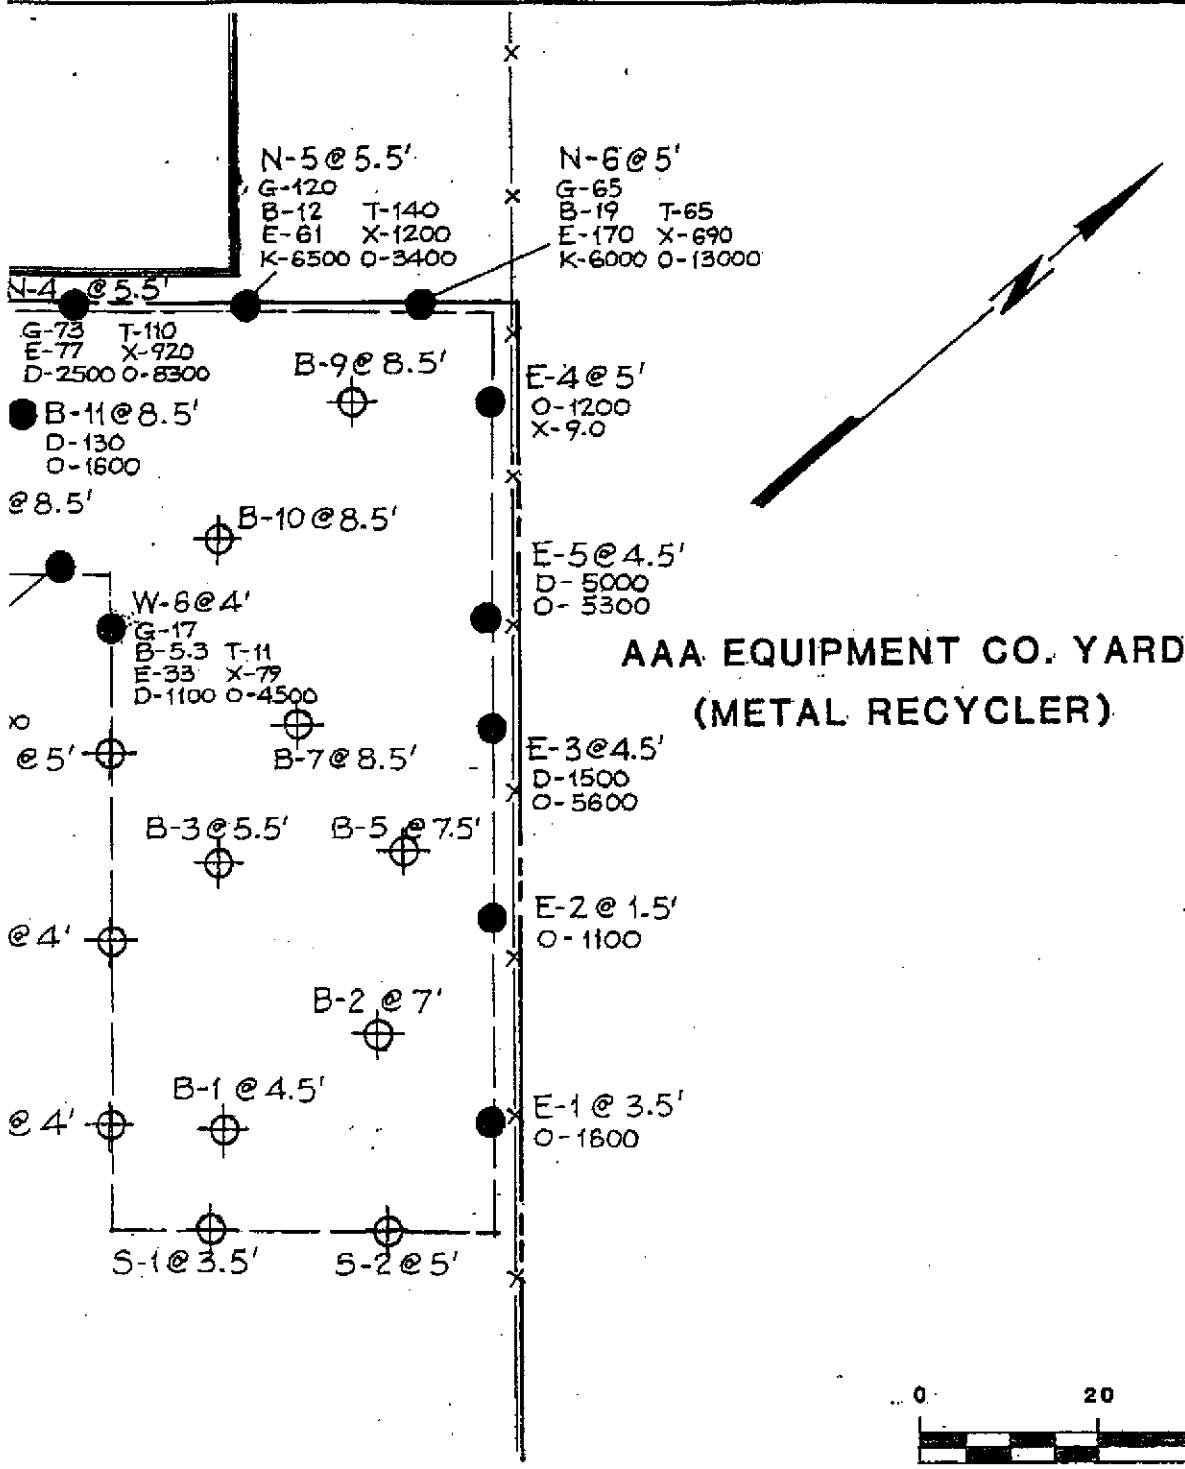 N-5@5.5'
G-120
B-12 T-140
E-61 X-1200
K-6500 O-3400
N-6@5'
G-65
B-19 T-65
E-170 X-690
K-6000 O-13000
N-4 @5.5'
G-73 T-110
E-77 X-920
D-2500 O-8300
B-9@8.5'
E-4@5'
O-1200
X-9.0
B-11@8.5'
D-130
O-1600
@8.5'
B-10@8.5'
E-5@4.5'
D-5000
O-5300
W-6@4'
G-17
B-5.3 T-11
E-33 X-79
D-1100 O-4500
AAA EQUIPMENT CO. YARD
(METAL RECYCLER)
@5'
B-7@8.5'
E-3@4.5'
D-1500
O-5600
B-3@5.5'
B-5 @7.5'
@4'
E-2@1.5'
O-1100
B-2@7'
B-1@4.5'
@4'
E-1@3.5'
O-1600
S-1@3.5'
S-2@5'
0 20
N